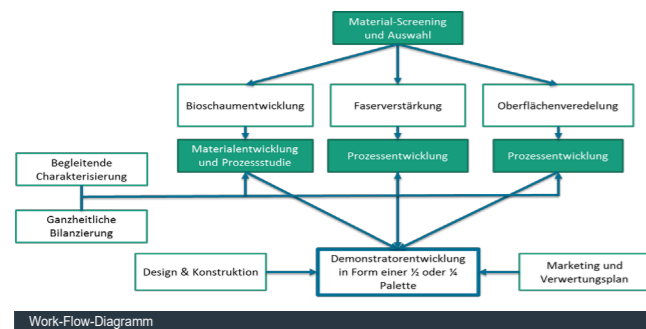 Material-Screening
und Auswahl
Bioschaumentwicklung
Faserverstärkung
Oberflächenveredelung
Materialentwicklung
und Prozessstudie
Prozessentwicklung
Prozessentwicklung
Begleitende
Charakterisierung
Ganzheitliche
Bilanzierung
Design & Konstruktion
Demonstratorentwicklung
in Form einer ½ oder ¼
Palette
Marketing und
Verwertungsplan
Work-Flow-Diagramm